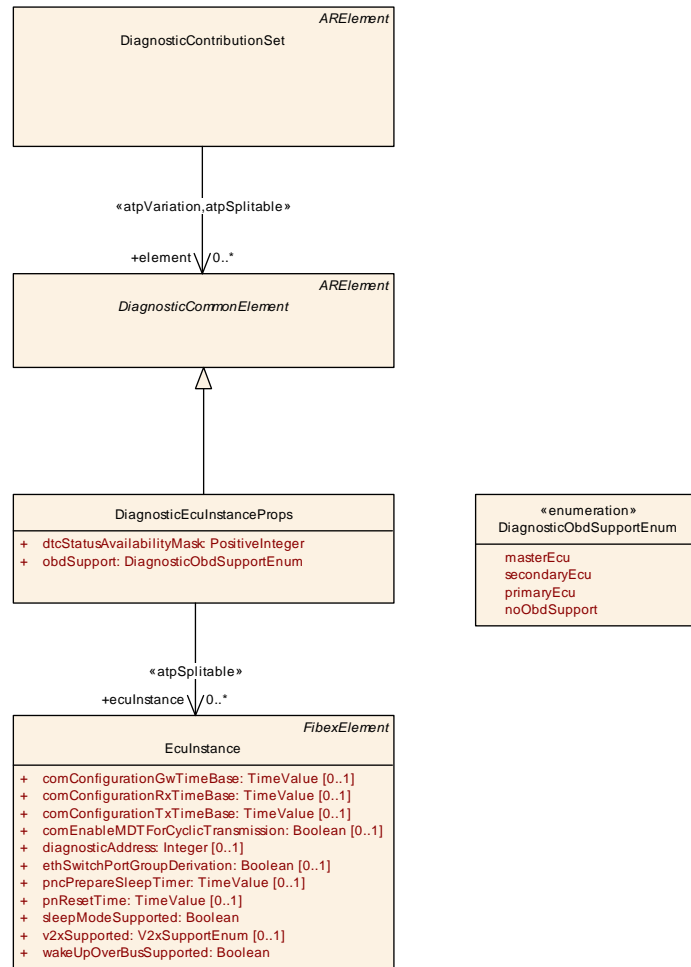 ARElement
DiagnosticContributionSet
«atpVariation,atpSplitable»
+element 0..*
ARElement
DiagnosticCommonElement
DiagnosticEcuInstanceProps
+ dtcStatusAvailabilityMask: PositiveInteger
+ obdSupport: DiagnosticObdSupportEnum
«enumeration»
DiagnosticObdSupportEnum
masterEcu
secondaryEcu
primaryEcu
noObdSupport
«atpSplitable»
+ecuInstance 0..*
FibexElement
EcuInstance
+ comConfigurationGwTimeBase: TimeValue [0..1]
+ comConfigurationRxTimeBase: TimeValue [0..1]
+ comConfigurationTxTimeBase: TimeValue [0..1]
+ comEnableMDTForCyclicTransmission: Boolean [0..1]
+ diagnosticAddress: Integer [0..1]
+ ethSwitchPortGroupDerivation: Boolean [0..1]
+ pncPrepareSleepTimer: TimeValue [0..1]
+ pnResetTime: TimeValue [0..1]
+ sleepModeSupported: Boolean
+ v2xSupported: V2xSupportEnum [0..1]
+ wakeUpOverBusSupported: Boolean